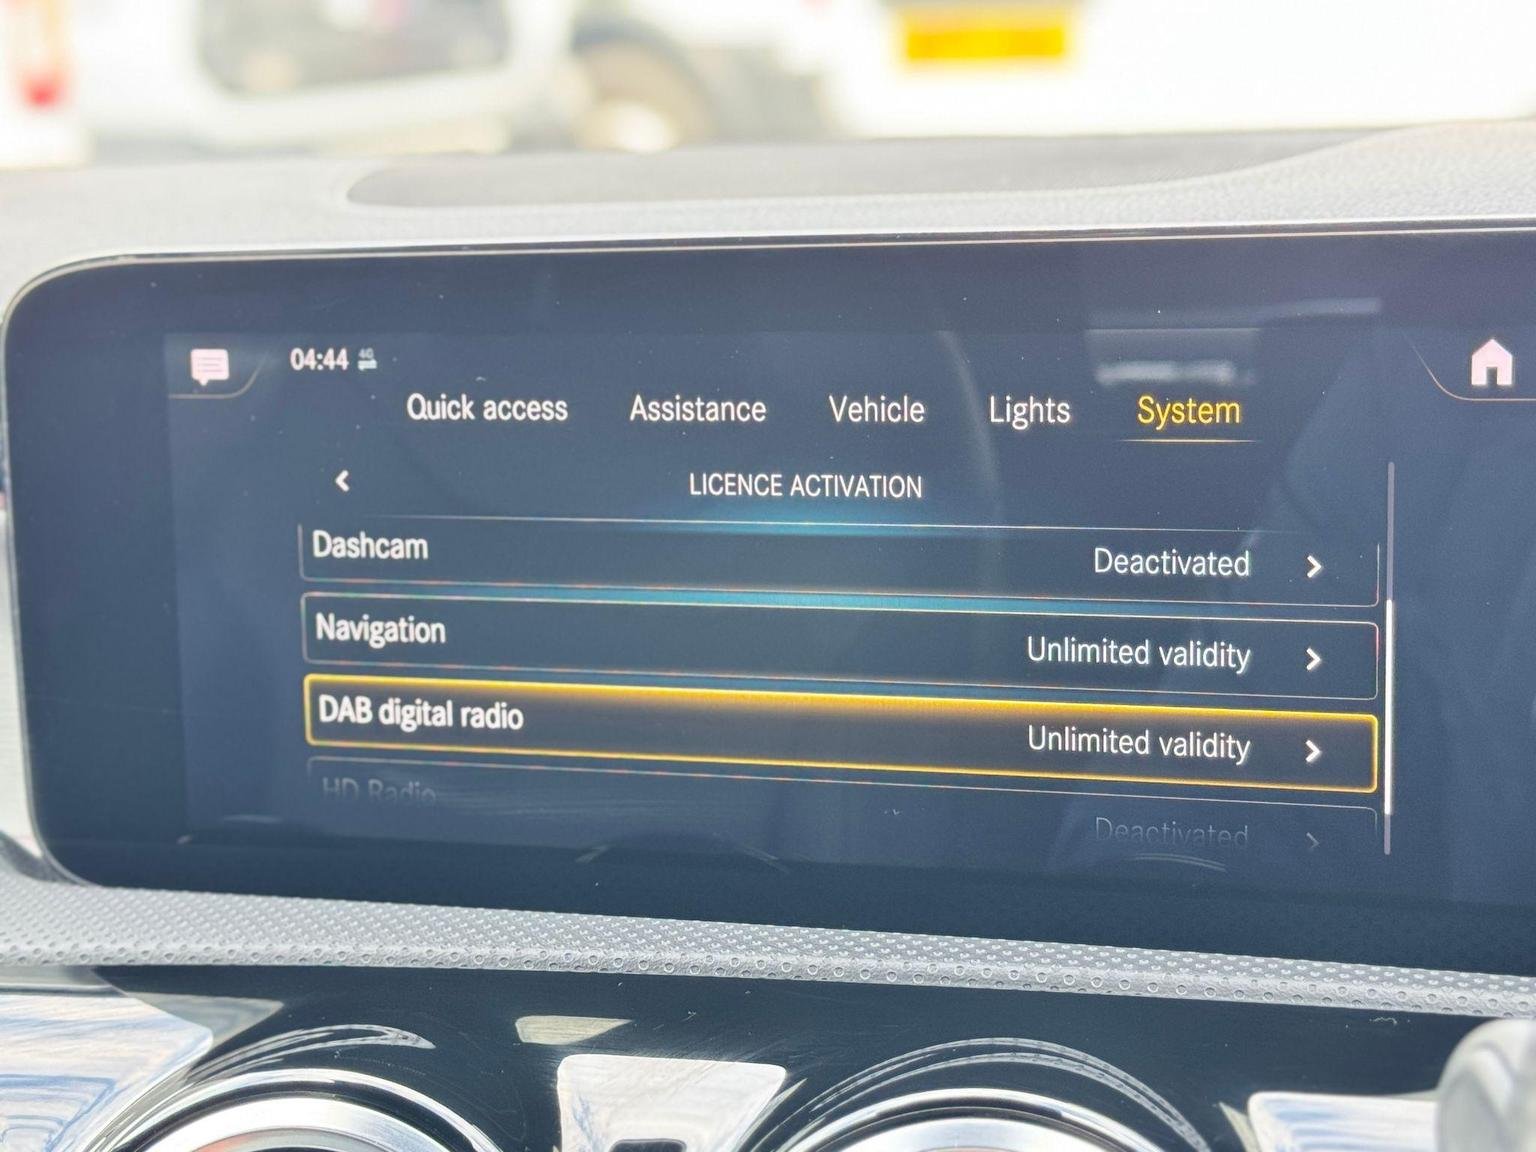 04:44 4G
Quick access Assistance Vehicle Lights System
LICENCE ACTIVATION
Dashcam Deactivated
Navigation Unlimited validity
DAB digital radio Unlimited validity
HD Radio Deactivated